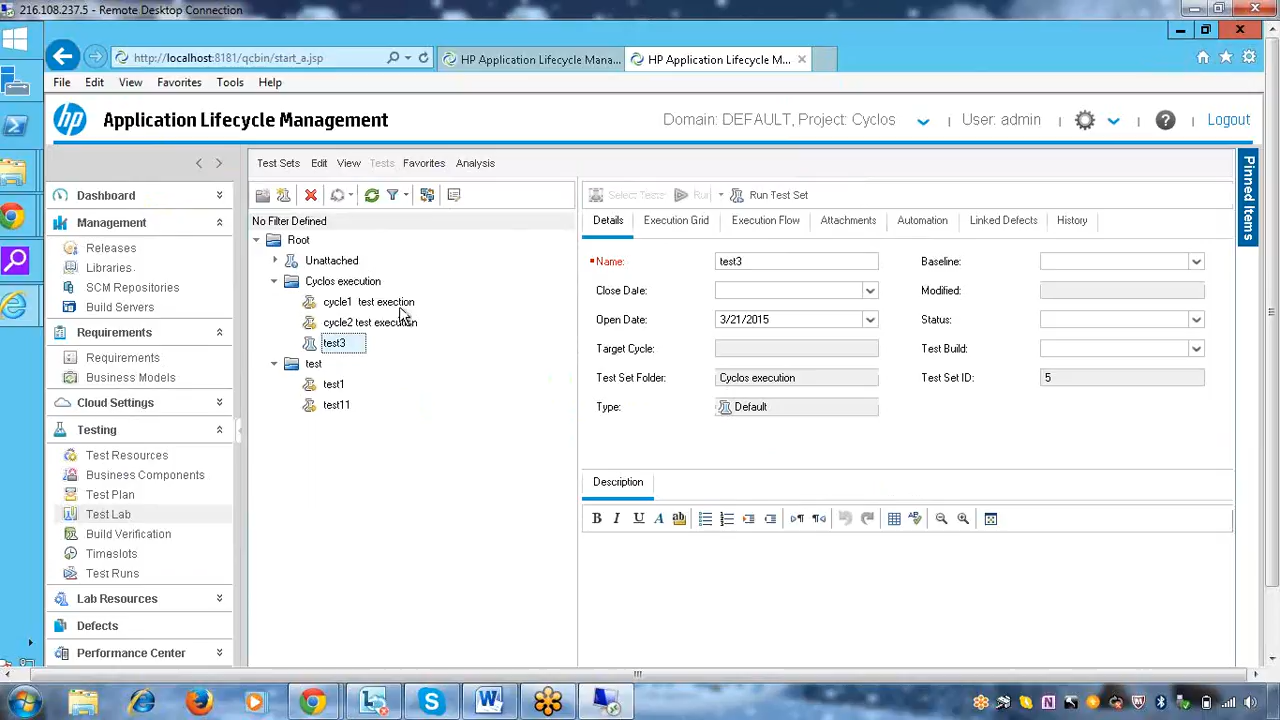 216.108.237.5 - Remote Desktop Connection
http://localhost:8181/qcbin/start_a.jsp
HP Application Lifecycle Mana...
HP Application Lifecycle M...
File Edit View Favorites Tools Help
hp Application Lifecycle Management
Domain: DEFAULT, Project: Cyclos
User: admin
Logout
Dashboard
Management
Releases
Libraries
SCM Repositories
Build Servers
Requirements
Requirements
Business Models
Cloud Settings
Testing
Test Resources
Business Components
Test Plan
Test Lab
Build Verification
Timeslots
Test Runs
Lab Resources
Defects
Performance Center
Test Sets Edit View Tests Favorites Analysis
No Filter Defined
Root
Unattached
Cyclos execution
cycle1 test exection
cycle2 test execution
test3
test
test1
test11
Select Tests Run Run Test Set
Details Execution Grid Execution Flow Attachments Automation Linked Defects History
Name: test3 Baseline:
Close Date: Modified:
Open Date: 3/21/2015 Status:
Target Cycle: Test Build:
Test Set Folder: Cyclos execution Test Set ID: 5
Type: Default
Description
B I U A ab
Pinned Items